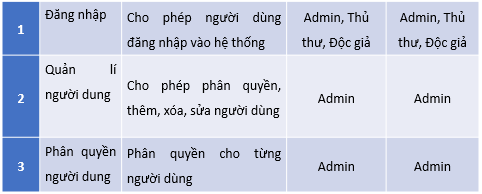 1
Đăng nhập
Cho phép người dùng
đăng nhập vào hệ thống
Admin, Thủ
thư, Độc giả
Admin, Thủ
thư, Độc giả
2
Quản lí
người dung
Cho phép phân quyền,
thêm, xóa, sửa người dùng
Admin
Admin
3
Phân quyền
người dung
Phân quyền cho từng
người dùng
Admin
Admin